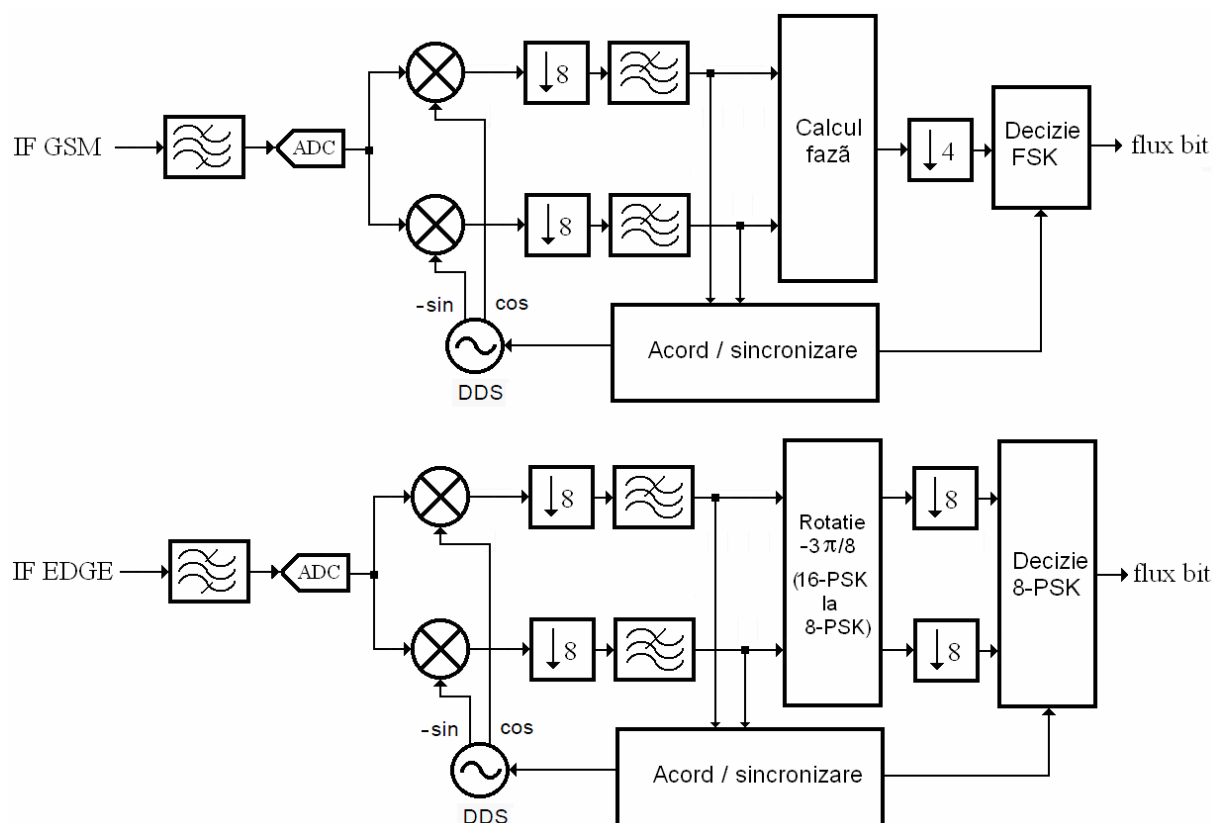 ↓8
IF GSM
ADC
Calcul
fază
↓4
Decizie
FSK
flux bit
↓8
-sin
cos
Acord / sincronizare
DDS
↓8
IF EDGE
ADC
Rotatie
-3π/8
(16-PSK
la
8-PSK)
↓8
Decizie
8-PSK
flux bit
↓8
↓8
-sin
cos
Acord / sincronizare
DDS